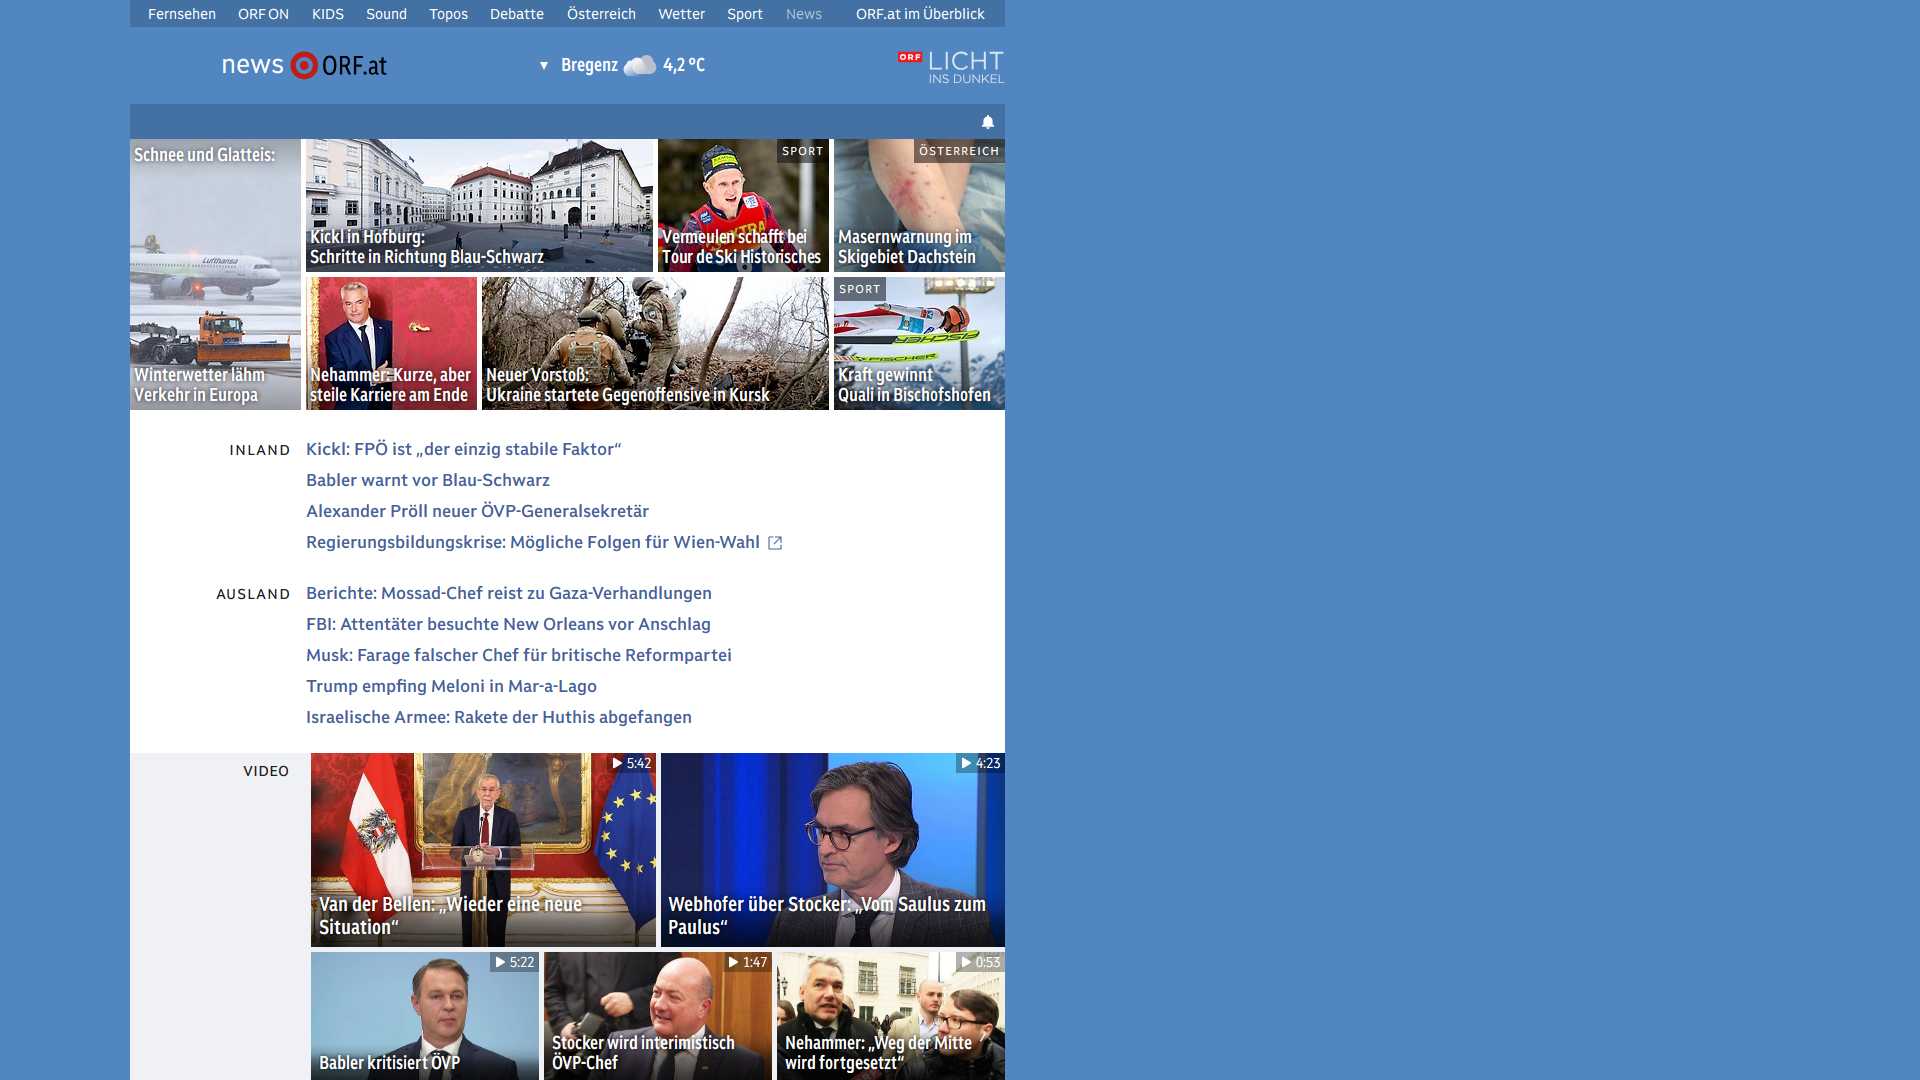 Fernsehen ORF ON KIDS Sound Topos Debatte Österreich Wetter Sport News ORF.at im Überblick
news ORF.at
Bregenz 4,2 °C
ORF LICHT
INS DUNKEL
Schnee und Glatteis:
Lufthansa
Winterwetter lähm
Verkehr in Europa
Kickl in Hofburg:
Schritte in Richtung Blau-Schwarz
SPORT
Vermeulen schafft bei
Tour de Ski Historisches
ÖSTERREICH
Masernwarnung im
Skigebiet Dachstein
Nehammer: Kurze, aber
steile Karriere am Ende
Neuer Vorstoß:
Ukraine startete Gegenoffensive in Kursk
SPORT
FISCHER
FISCHER
Kraft gewinnt
Quali in Bischofshofen
INLAND
Kickl: FPÖ ist „der einzig stabile Faktor“
Babler warnt vor Blau-Schwarz
Alexander Pröll neuer ÖVP-Generalsekretär
Regierungsbildungskrise: Mögliche Folgen für Wien-Wahl
AUSLAND
Berichte: Mossad-Chef reist zu Gaza-Verhandlungen
FBI: Attentäter besuchte New Orleans vor Anschlag
Musk: Farage falscher Chef für britische Reformpartei
Trump empfing Meloni in Mar-a-Lago
Israelische Armee: Rakete der Huthis abgefangen
VIDEO
5:42
Van der Bellen: „Wieder eine neue
Situation“
4:23
Webhofer über Stocker: „Vom Saulus zum
Paulus“
5:22
Babler kritisiert ÖVP
1:47
Stocker wird interimistisch
ÖVP-Chef
0:53
Nehammer: „Weg der Mitte
wird fortgesetzt“